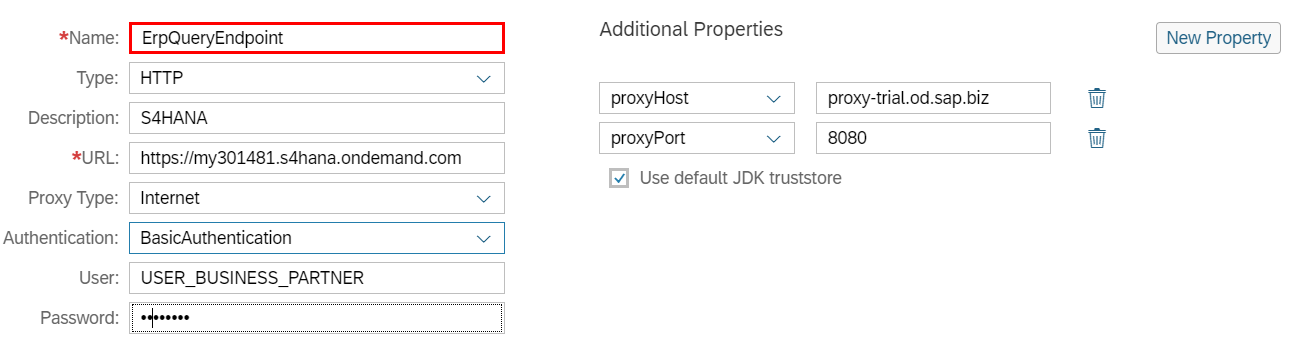 *Name: ErpQueryEndpoint
Type: HTTP
Description: S4HANA
*URL: https://my301481.s4hana.ondemand.com
Proxy Type: Internet
Authentication: BasicAuthentication
User: USER_BUSINESS_PARTNER
Password: ••••••••
Additional Properties
New Property
proxyHost proxy-trial.od.sap.biz
proxyPort 8080
Use default JDK truststore